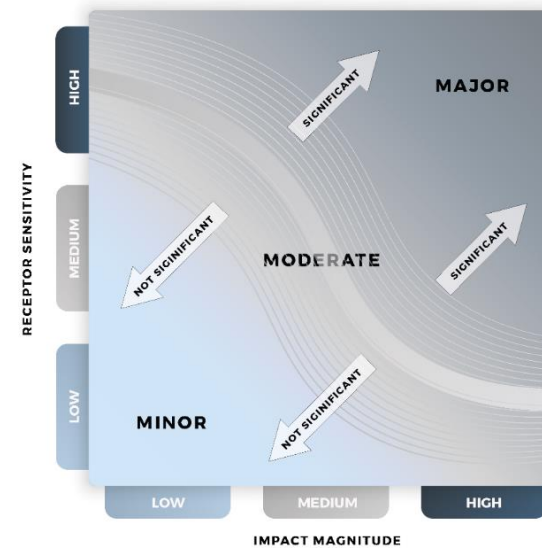 HIGH
SIGNIFICANT
MAJOR
RECEPTOR SENSITIVITY
MEDIUM
NOT SIGINIFICANT
MODERATE
SIGNIFICANT
LOW
MINOR
NOT SIGINIFICANT
LOW
MEDIUM
HIGH
IMPACT MAGNITUDE